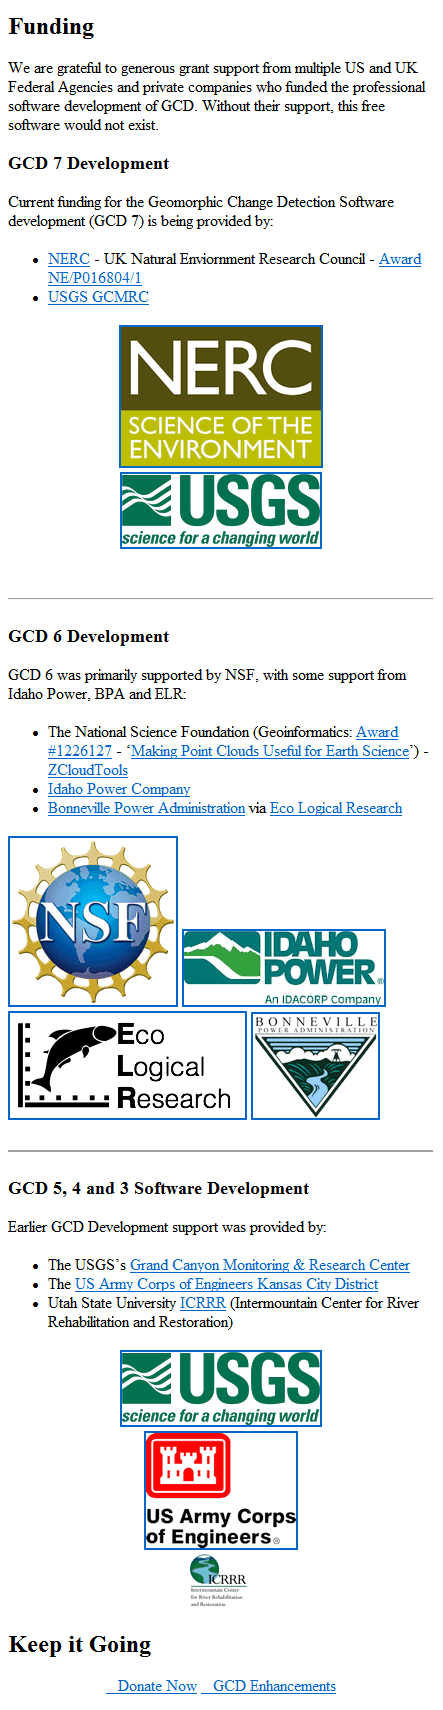 Funding
We are grateful to generous grant support from multiple US and UK
Federal Agencies and private companies who funded the professional
software development of GCD. Without their support, this free
software would not exist.
GCD 7 Development
Current funding for the Geomorphic Change Detection Software
development (GCD 7) is being provided by:
• NERC - UK Natural Enviornment Research Council - Award
NE/P016804/1
• USGS GCMRC
NERC
SCIENCE OF THE
ENVIRONMENT
USGS
science for a changing world
GCD 6 Development
GCD 6 was primarily supported by NSF, with some support from
Idaho Power, BPA and ELR:
• The National Science Foundation (Geoinformatics: Award
#1226127 - ‘Making Point Clouds Useful for Earth Science’) -
ZCloudTools
• Idaho Power Company
• Bonneville Power Administration via Eco Logical Research
NSF
IDAHO
POWER®
An IDACORP Company
Eco
Logical
Research
BONNEVILLE
POWER ADMINISTRATION
GCD 5, 4 and 3 Software Development
Earlier GCD Development support was provided by:
• The USGS’s Grand Canyon Monitoring & Research Center
• The US Army Corps of Engineers Kansas City District
• Utah State University ICRRR (Intermountain Center for River
Rehabilitation and Restoration)
USGS
science for a changing world
US Army Corps
of Engineers®
ICRRR
Intermountain Center
for River Rehabilitation
and Restoration
Keep it Going
Donate Now GCD Enhancements